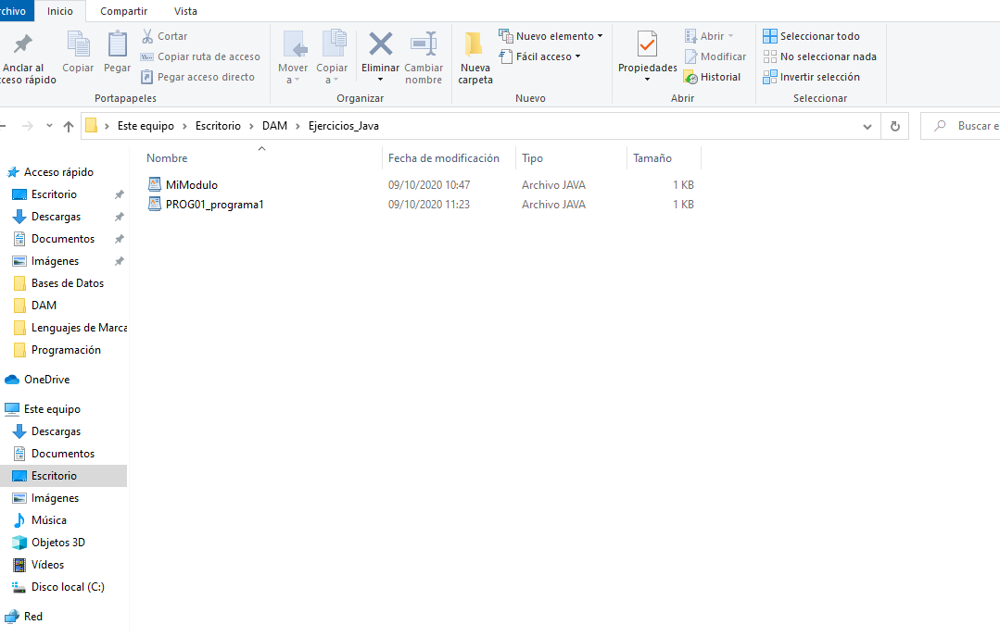 rchivo Inicio Compartir Vista
Anclar al
ceso rápido
Copiar
Pegar
Cortar
Copiar ruta de acceso
Pegar acceso directo
Portapapeles
Mover
a
Copiar
a
Eliminar
Cambiar
nombre
Organizar
Nueva
carpeta
Nuevo elemento
Fácil acceso
Nuevo
Propiedades
Abrir
Modificar
Historial
Abrir
Seleccionar todo
No seleccionar nada
Invertir selección
Seleccionar
Este equipo > Escritorio > DAM > Ejercicios_Java
Buscar e
Acceso rápido
Escritorio
Descargas
Documentos
Imágenes
Bases de Datos
DAM
Lenguajes de Marca
Programación
OneDrive
Este equipo
Descargas
Documentos
Escritorio
Imágenes
Música
Objetos 3D
Vídeos
Disco local (C:)
Red
Nombre Fecha de modificación Tipo Tamaño
MiModulo 09/10/2020 10:47 Archivo JAVA 1 KB
PROG01_programa1 09/10/2020 11:23 Archivo JAVA 1 KB